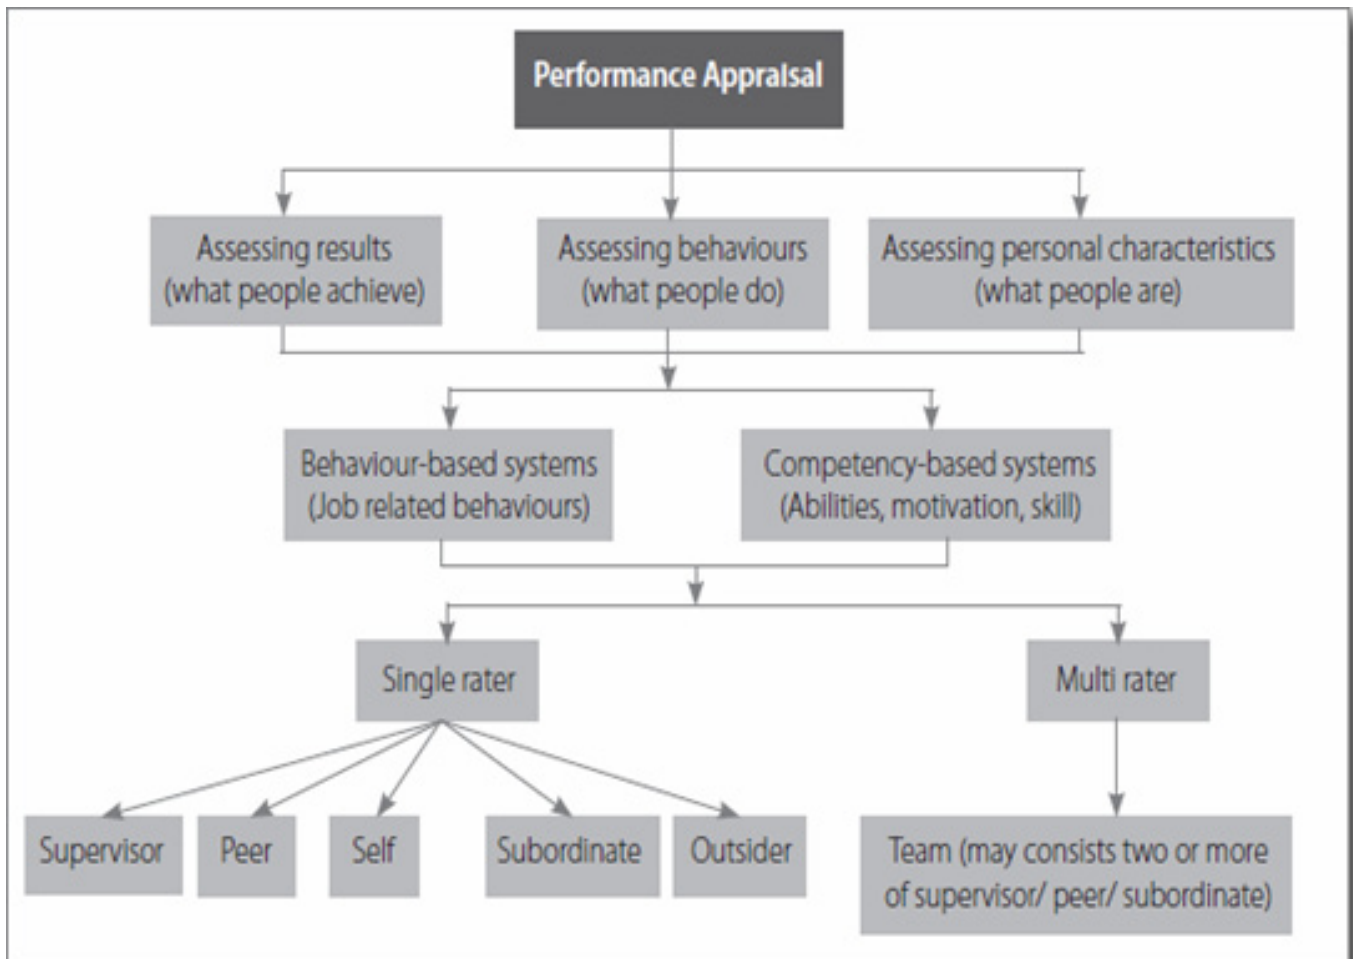 Performance Appraisal
Assessing results
(what people achieve)
Assessing behaviours
(what people do)
Assessing personal characteristics
(what people are)
Behaviour-based systems
(Job related behaviours)
Competency-based systems
(Abilities, motivation, skill)
Single rater
Multi rater
Supervisor
Peer
Self
Subordinate
Outsider
Team (may consists two or more
of supervisor/ peer/ subordinate)